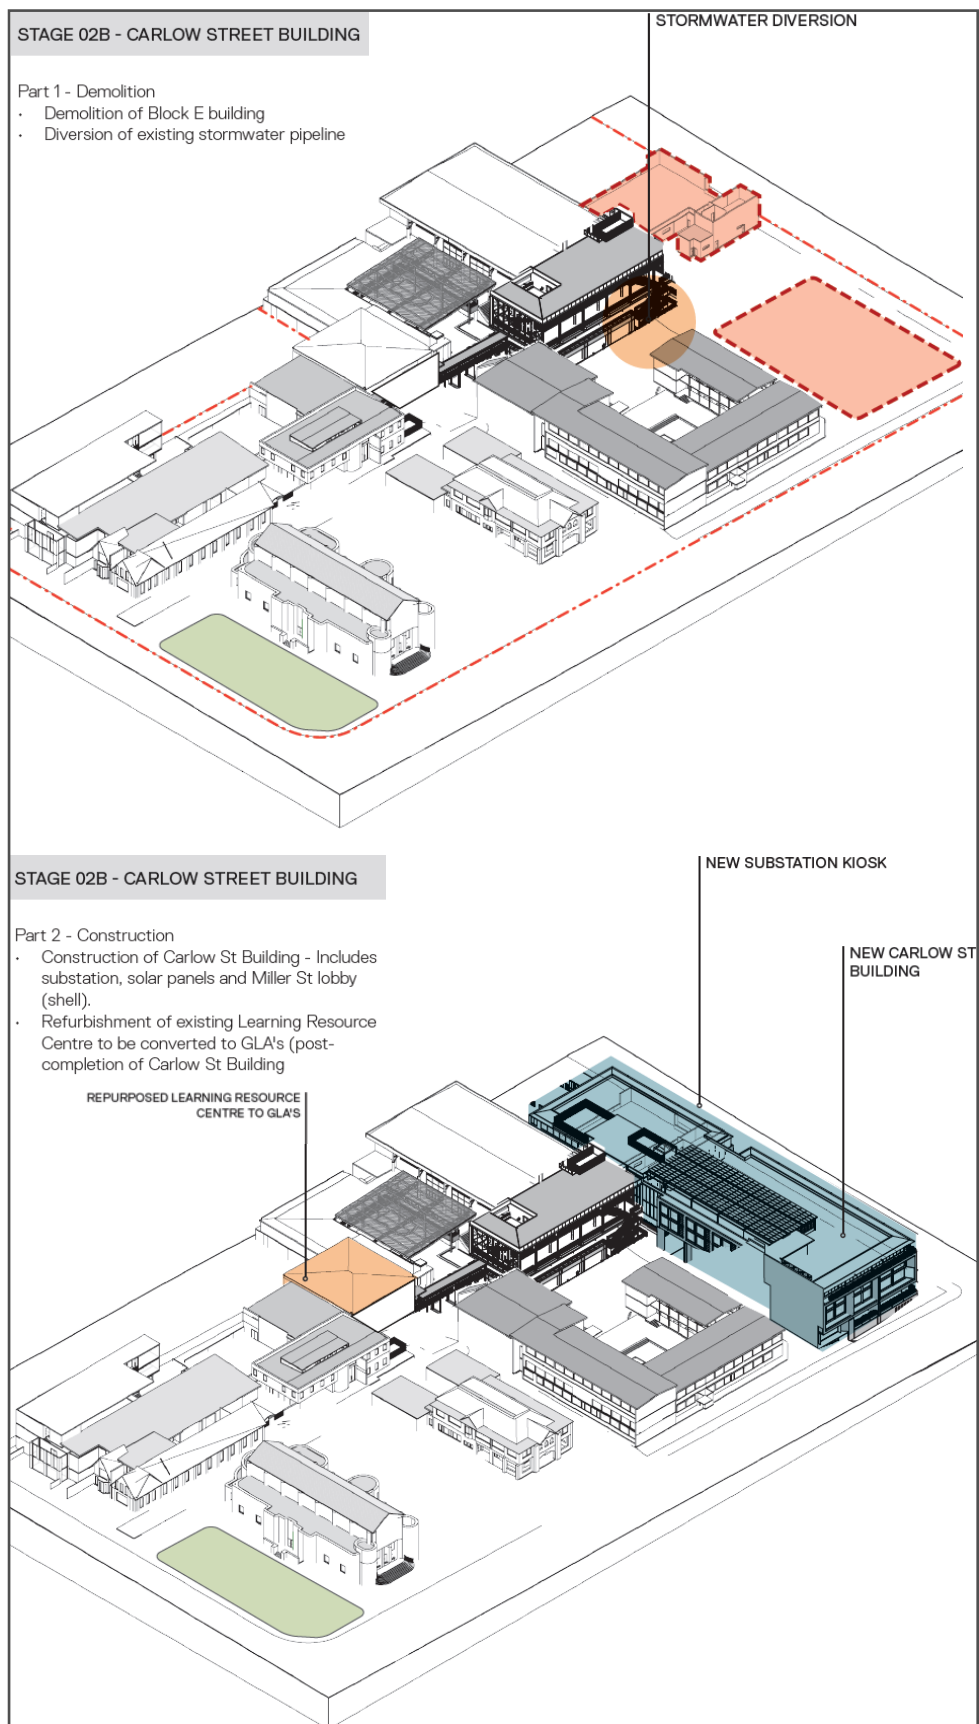 STORMWATER DIVERSION
STAGE 02B - CARLOW STREET BUILDING
Part 1 - Demolition
· Demolition of Block E building
· Diversion of existing stormwater pipeline
STAGE 02B - CARLOW STREET BUILDING
NEW SUBSTATION KIOSK
Part 2 - Construction
· Construction of Carlow St Building - Includes
substation, solar panels and Miller St lobby
(shell).
· Refurbishment of existing Learning Resource
Centre to be converted to GLA's (post-
completion of Carlow St Building
NEW CARLOW ST
BUILDING
REPURPOSED LEARNING RESOURCE
CENTRE TO GLA'S